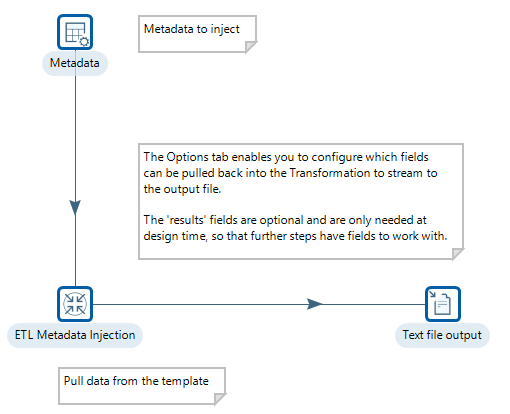 Metadata to inject
Metadata
The Options tab enables you to configure which fields
can be pulled back into the Transformation to stream to
the output file.
The 'results' fields are optional and are only needed at
design time, so that further steps have fields to work with.
ETL Metadata Injection
Text file output
Pull data from the template